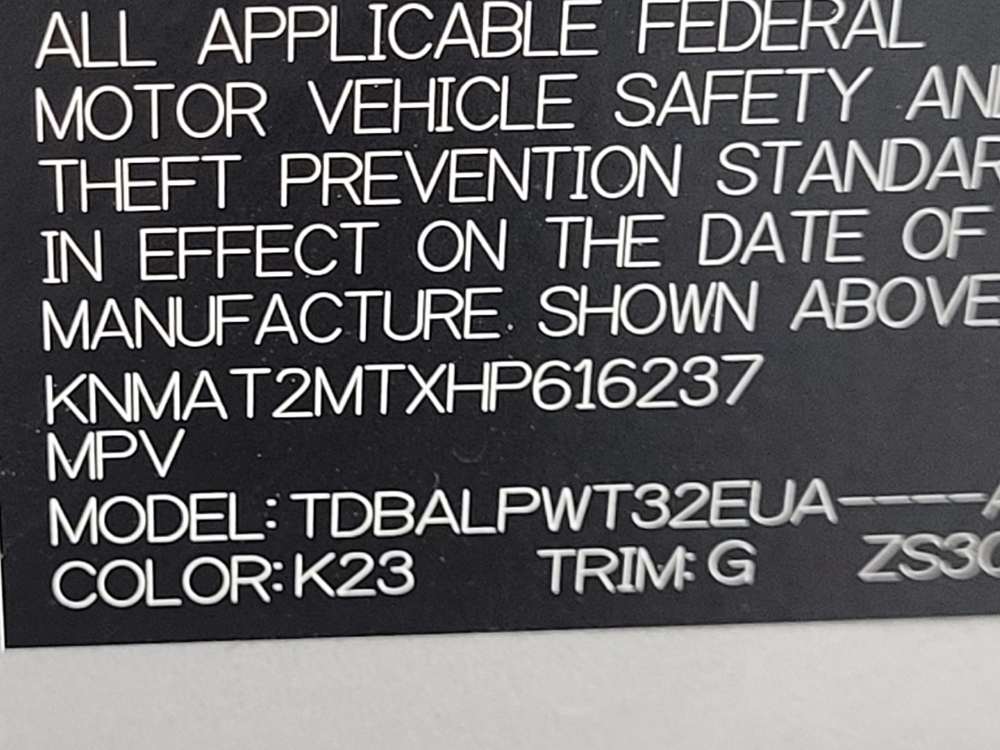 ALL APPLICABLE FEDERAL
MOTOR VEHICLE SAFETY AN
THEFT PREVENTION STANDAR
IN EFFECT ON THE DATE OF
MANUFACTURE SHOWN ABOVE
KNMAT2MTXHP616237
MPV
MODEL: TDBALPWT32EUA----A
COLOR: K23 TRIM: G ZS3